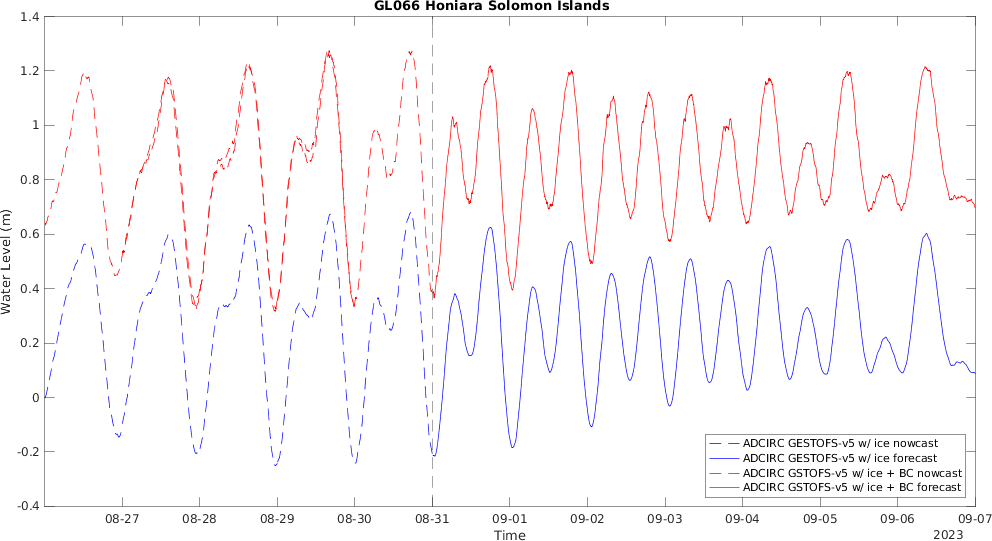 GL066 Honiara Solomon Islands
1.4
1.2
1
0.8
0.6
0.4
0.2
0
-0.2
-0.4
Water Level (m)
08-27 08-28 08-29 08-30 08-31 09-01 09-02 09-03 09-04 09-05 09-06 09-07
Time
2023
ADCIRC GESTOFS-v5 w/ ice nowcast
ADCIRC GESTOFS-v5 w/ ice forecast
ADCIRC GSTOFS-v5 w/ ice + BC nowcast
ADCIRC GSTOFS-v5 w/ ice + BC forecast